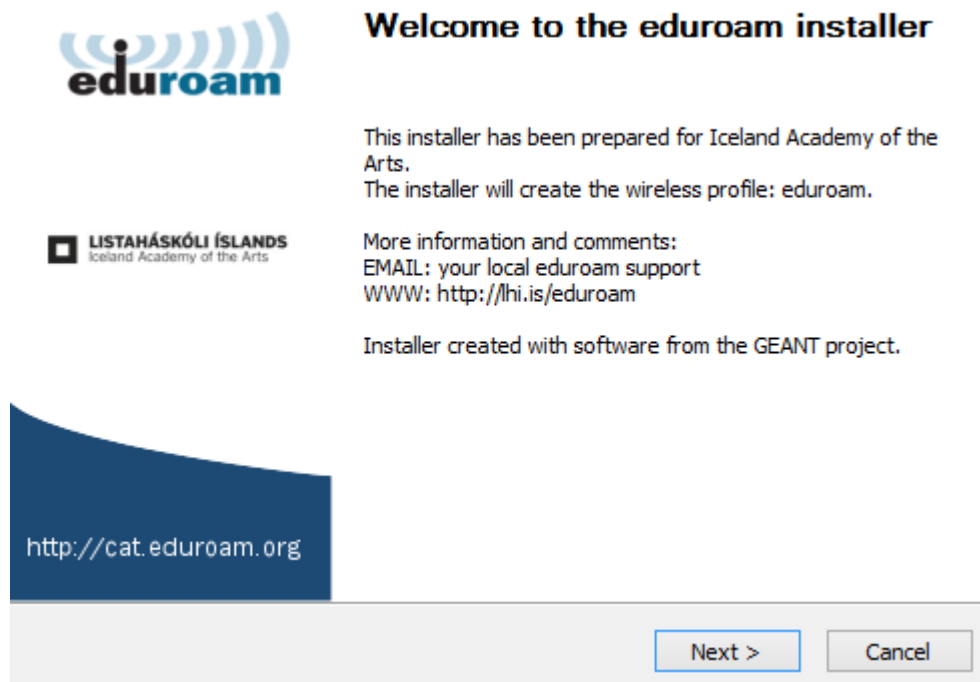 eduroam
Welcome to the eduroam installer
This installer has been prepared for Iceland Academy of the
Arts.
The installer will create the wireless profile: eduroam.
LISTAHÁSKÓLI ÍSLANDS
Iceland Academy of the Arts
More information and comments:
EMAIL: your local eduroam support
WWW: http://lhi.is/eduroam
Installer created with software from the GEANT project.
http://cat.eduroam.org
Next >
Cancel